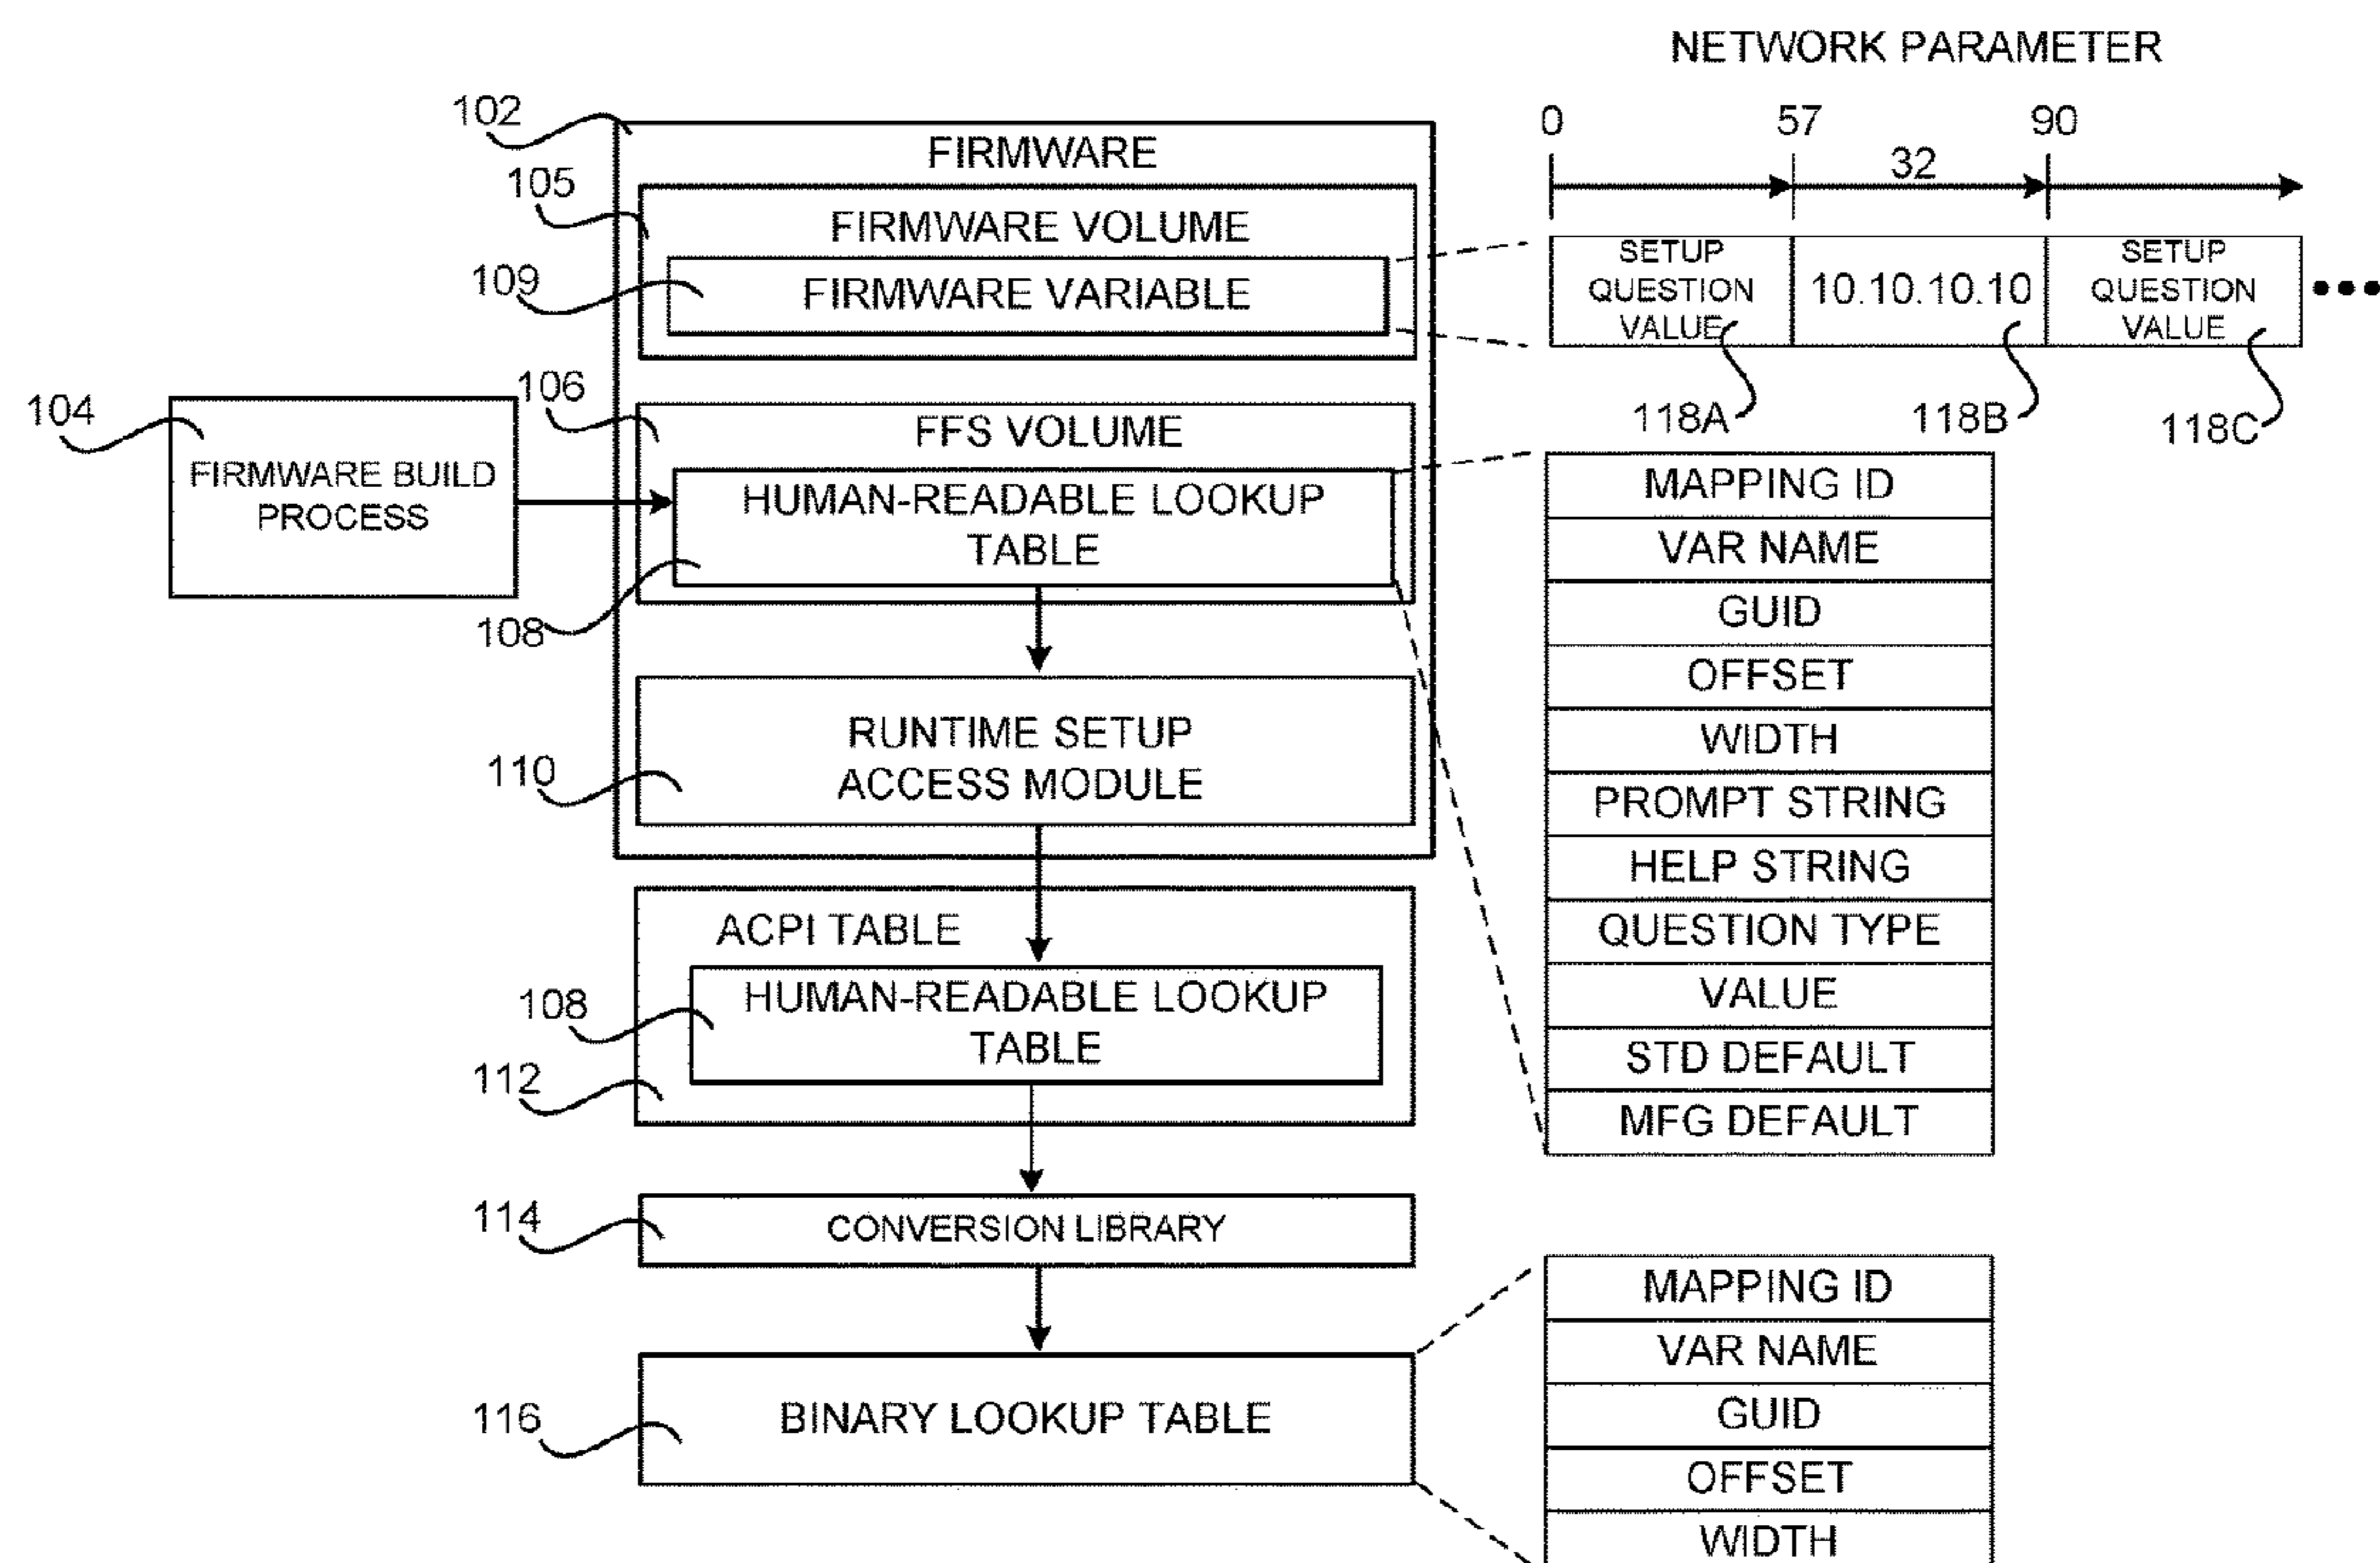 NETWORK PARAMETER
0 57 90
32
SETUP
QUESTION
VALUE
10.10.10.10
SETUP
QUESTION
VALUE
118A
118B
118C
102
FIRMWARE
105
FIRMWARE VOLUME
109
FIRMWARE VARIABLE
104
FIRMWARE BUILD
PROCESS
106
FFS VOLUME
HUMAN-READABLE LOOKUP
TABLE
108
110
RUNTIME SETUP
ACCESS MODULE
ACPI TABLE
108
HUMAN-READABLE LOOKUP
TABLE
112
114
CONVERSION LIBRARY
116
BINARY LOOKUP TABLE
MAPPING ID
VAR NAME
GUID
OFFSET
WIDTH
PROMPT STRING
HELP STRING
QUESTION TYPE
VALUE
STD DEFAULT
MFG DEFAULT
MAPPING ID
VAR NAME
GUID
OFFSET
WIDTH